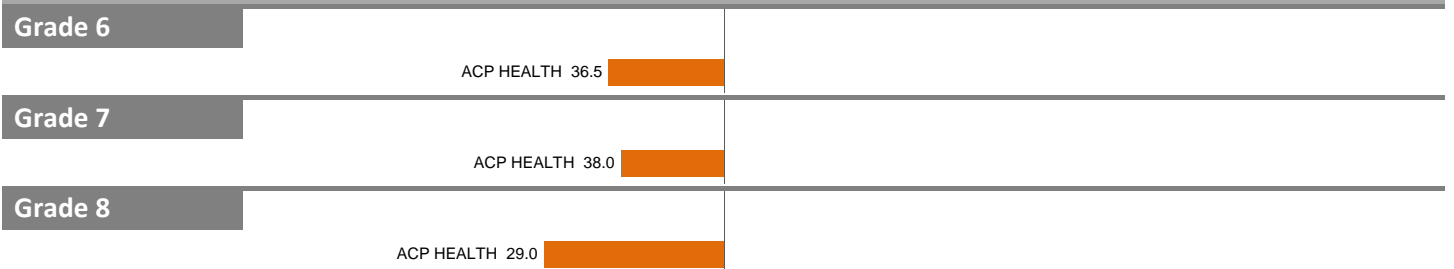 Grade 6
ACP HEALTH 36.5
Grade 7
ACP HEALTH 38.0
Grade 8
ACP HEALTH 29.0